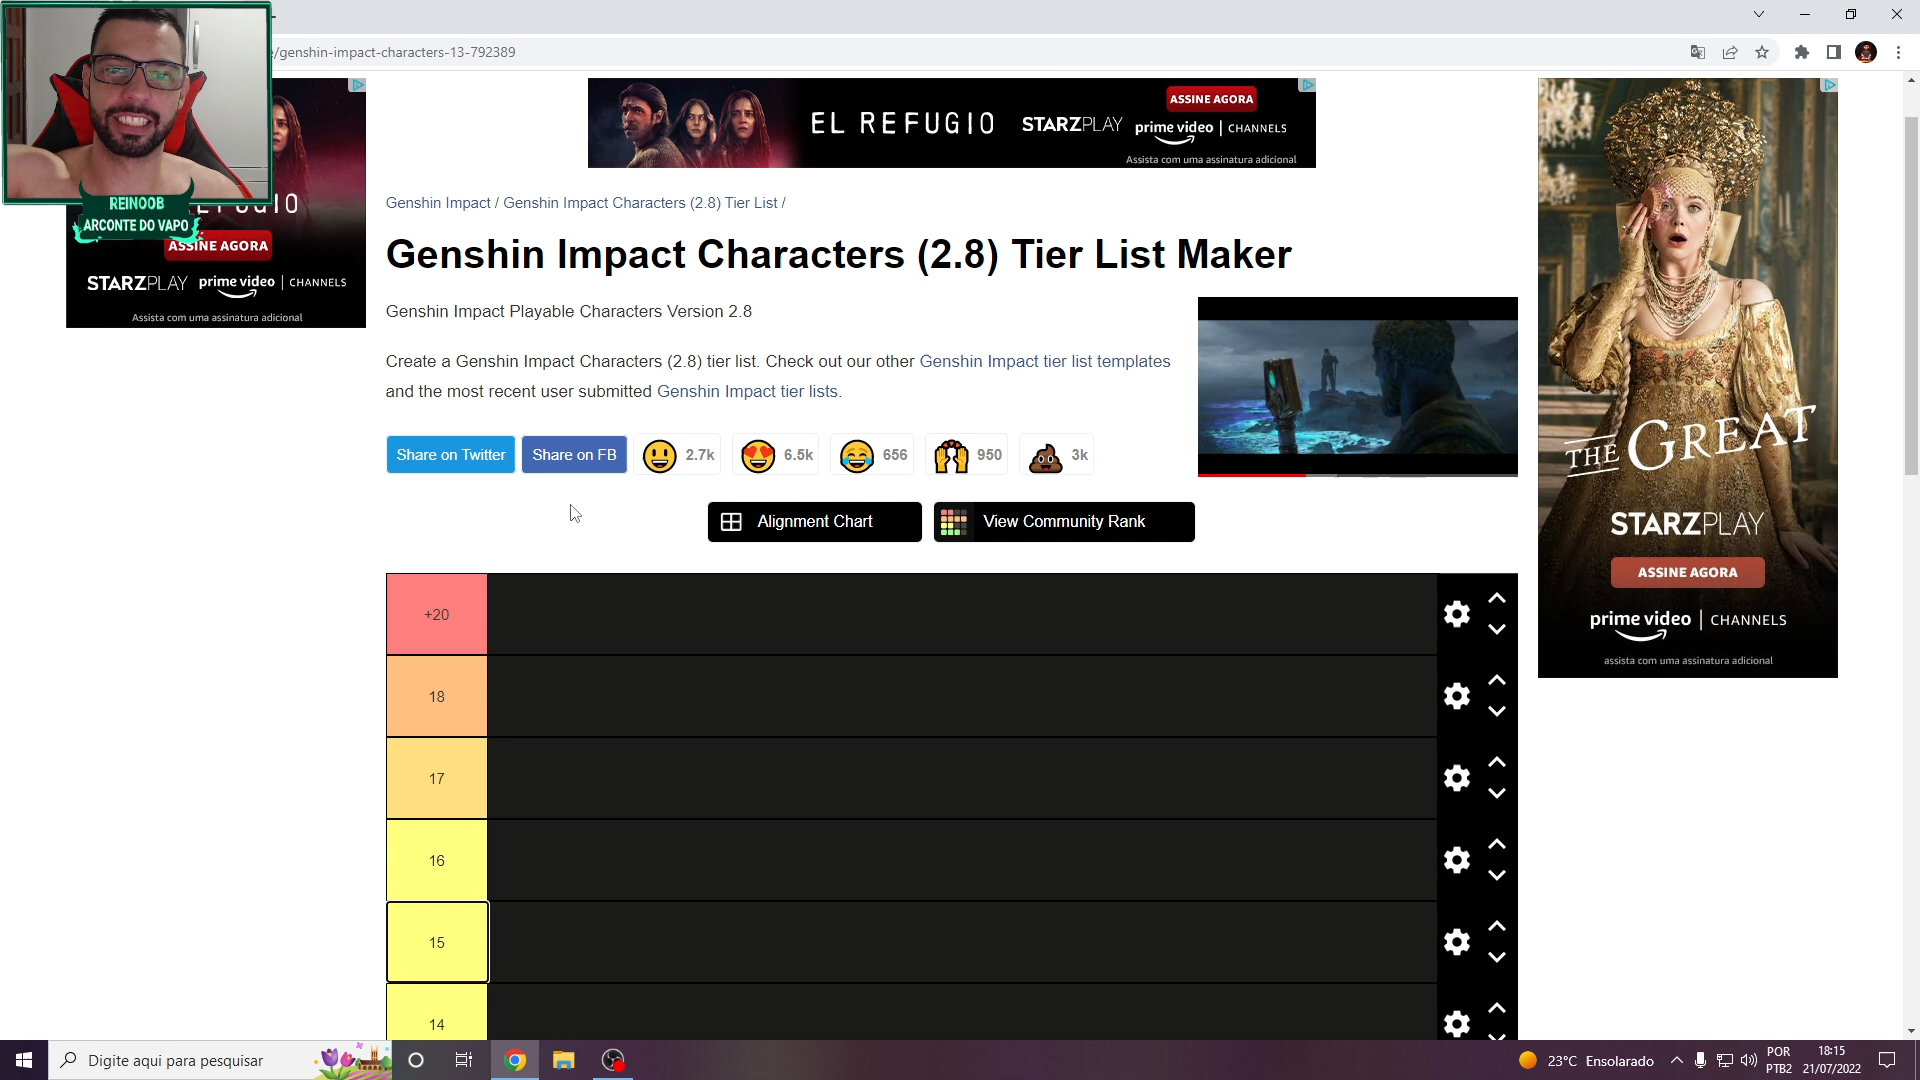 /genshin-impact-characters-13-792389
REINOOB
ARCONTE DO VAPO
ASSINE AGORA
STARZPLAY prime video | CHANNELS
Assista com uma assinatura adicional
EL REFUGIO
STARZPLAY
ASSINE AGORA
prime video | CHANNELS
Assista com uma assinatura adicional
Genshin Impact / Genshin Impact Characters (2.8) Tier List /
Genshin Impact Characters (2.8) Tier List Maker
Genshin Impact Playable Characters Version 2.8
Create a Genshin Impact Characters (2.8) tier list. Check out our other Genshin Impact tier list templates
and the most recent user submitted Genshin Impact tier lists.
Share on Twitter
Share on FB
2.7k
6.5k
656
950
3k
Alignment Chart
View Community Rank
+20
18
17
16
15
14
THE GREAT
STARZPLAY
ASSINE AGORA
prime video | CHANNELS
assista com uma assinatura adicional
Digite aqui para pesquisar
23°C Ensolarado
POR
PTB2
18:15
21/07/2022